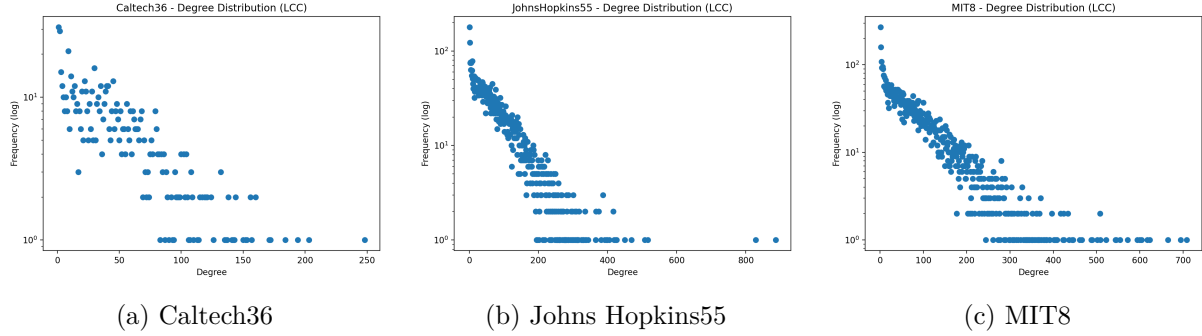 Caltech36 - Degree Distribution (LCC)
Frequency (log)
10¹
10⁰
0 50 100 150 200 250
Degree
(a) Caltech36
JohnsHopkins55 - Degree Distribution (LCC)
Frequency (log)
10²
10¹
10⁰
0 200 400 600 800
Degree
(b) Johns Hopkins55
MIT8 - Degree Distribution (LCC)
Frequency (log)
10²
10¹
10⁰
0 100 200 300 400 500 600 700
Degree
(c) MIT8